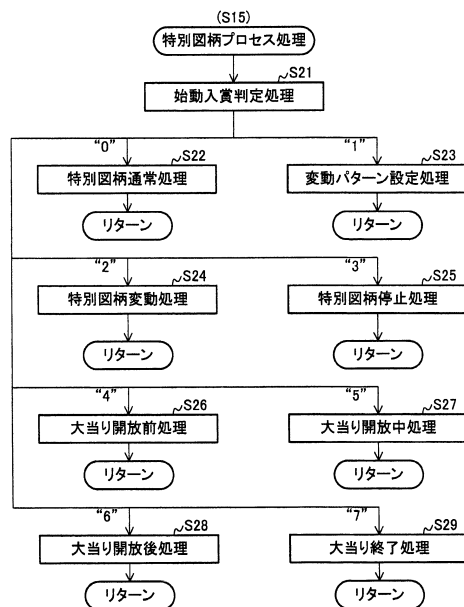 (S15)
特別図柄プロセス処理
S21
始動入賞判定処理
“0”
S22
特別図柄通常処理
リターン
“1”
S23
変動パターン設定処理
リターン
“2”
S24
特別図柄変動処理
リターン
“3”
S25
特別図柄停止処理
リターン
“4”
S26
大当り開放前処理
リターン
“5”
S27
大当り開放中処理
リターン
“6”
S28
大当り開放後処理
リターン
“7”
S29
大当り終了処理
リターン